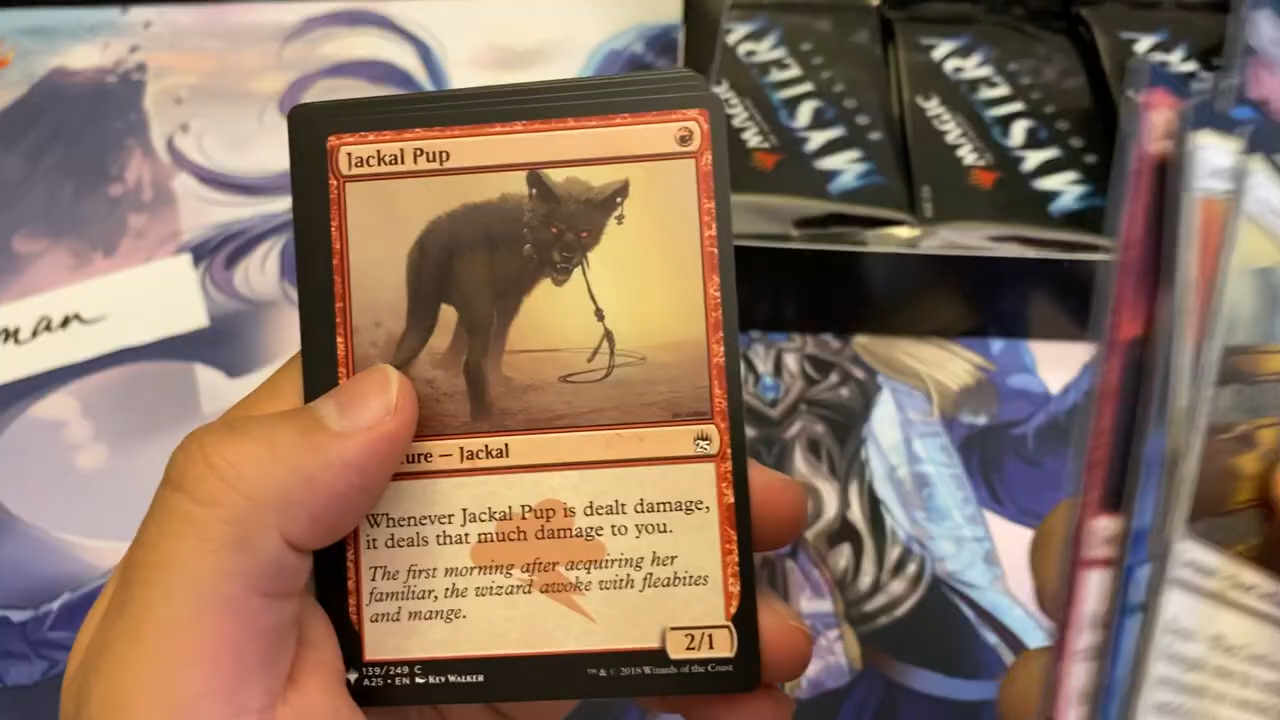 Jackal Pup
ure — Jackal
25
Whenever Jackal Pup is dealt damage,
it deals that much damage to you.
The first morning after acquiring her
familiar, the wizard awoke with fleabites
and mange.
2/1
139/249 C
A25 • EN Kev Walker
™ & © 2018 Wizards of the Coast
man
MAGIC
MYSTERY
MAGIC
MYSTERY
MYSTERY